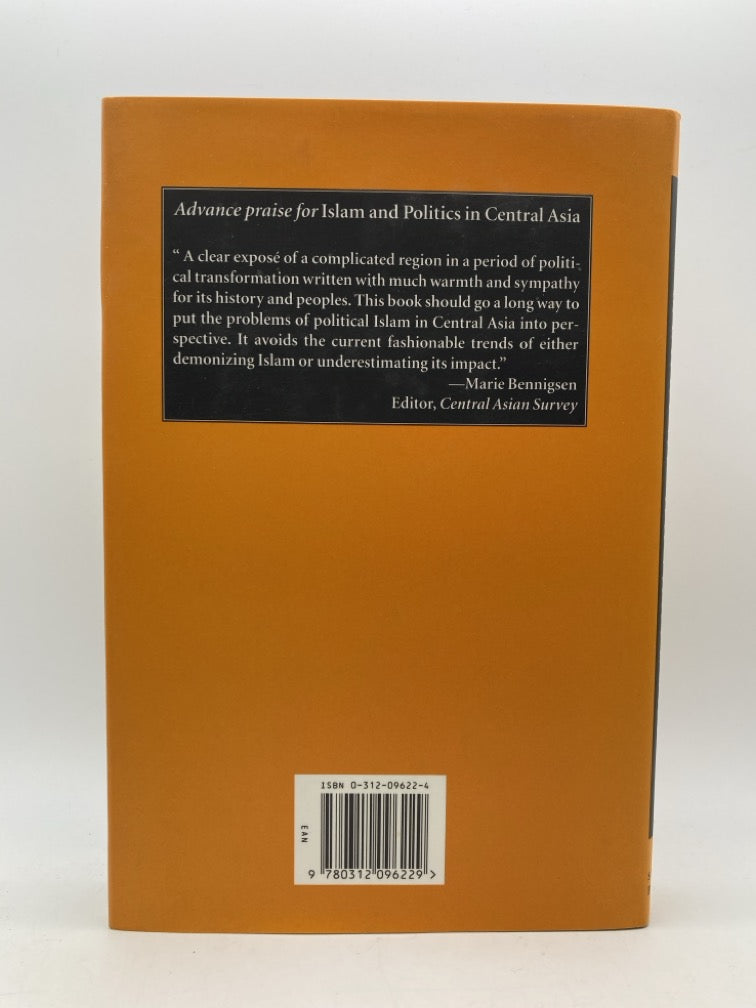 Advance praise for Islam and Politics in Central Asia
“ A clear exposé of a complicated region in a period of politi-
cal transformation written with much warmth and sympathy
for its history and peoples. This book should go a long way to
put the problems of political Islam in Central Asia into per-
spective. It avoids the current fashionable trends of either
demonizing Islam or underestimating its impact.”
—Marie Bennigsen
Editor, Central Asian Survey
ISBN 0-312-09622-4
EAN
9 780312 096229 >